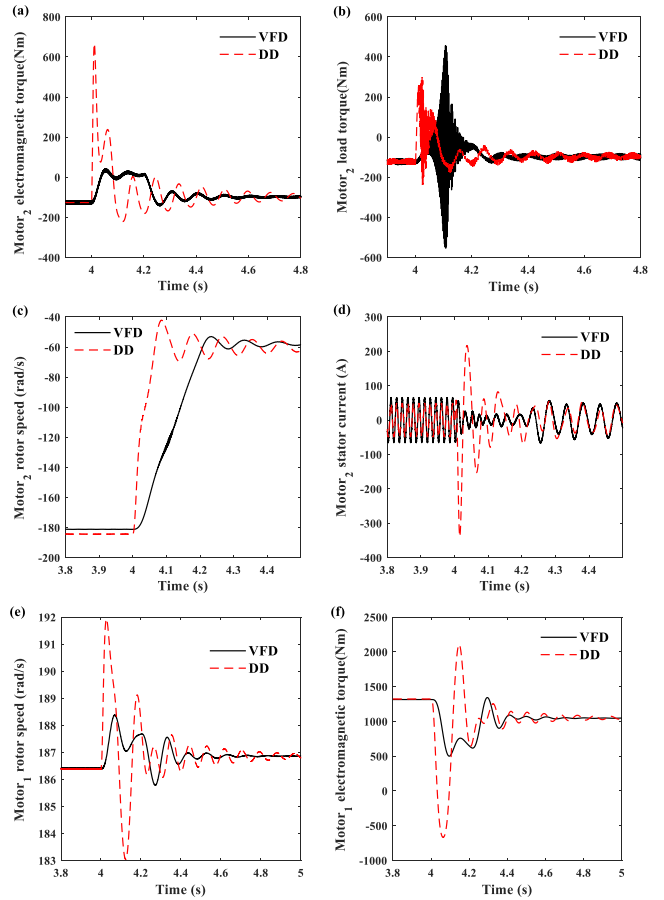 (a)
800
600
400
200
0
-200
-400
4
4.2
4.4
4.6
4.8
Time (s)
Motor2 electromagnetic torque(Nm)
VFD
DD
(b)
600
400
200
0
-200
-400
-600
4
4.2
4.4
4.6
4.8
Time (s)
Motor2 load torque(Nm)
VFD
DD
(c)
-40
-60
-80
-100
-120
-140
-160
-180
-200
3.8
3.9
4
4.1
4.2
4.3
4.4
Time (s)
Motor2 rotor speed (rad/s)
VFD
DD
(d)
300
200
100
0
-100
-200
-300
-400
3.8
3.9
4
4.1
4.2
4.3
4.4
Time (s)
Motor2 stator current (A)
VFD
DD
(e)
192
191
190
189
188
187
186
185
184
183
3.8
4
4.2
4.4
4.6
4.8
5
Time (s)
Motor1 rotor speed (rad/s)
VFD
DD
(f)
2500
2000
1500
1000
500
0
-500
-1000
3.8
4
4.2
4.4
4.6
4.8
5
Time (s)
Motor1 electromagnetic torque(Nm)
VFD
DD